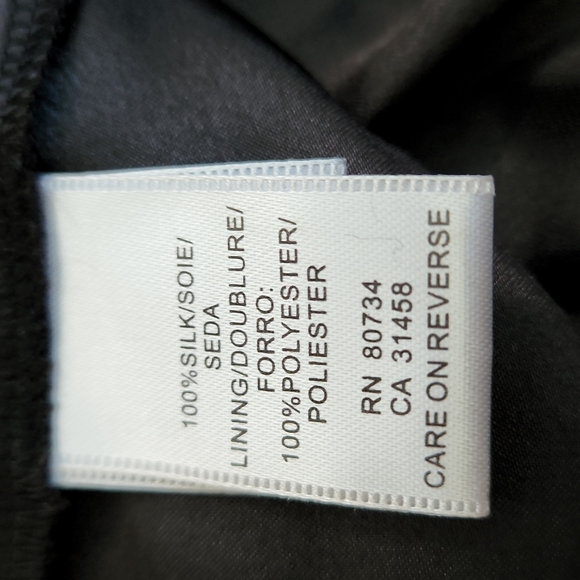 100%SILK/SOIE/
SEDA
LINING/DOUBLURE/
FORRO:
100%POLYESTER/
POLIESTER
RN 80734
CA 31458
CARE ON REVERSE